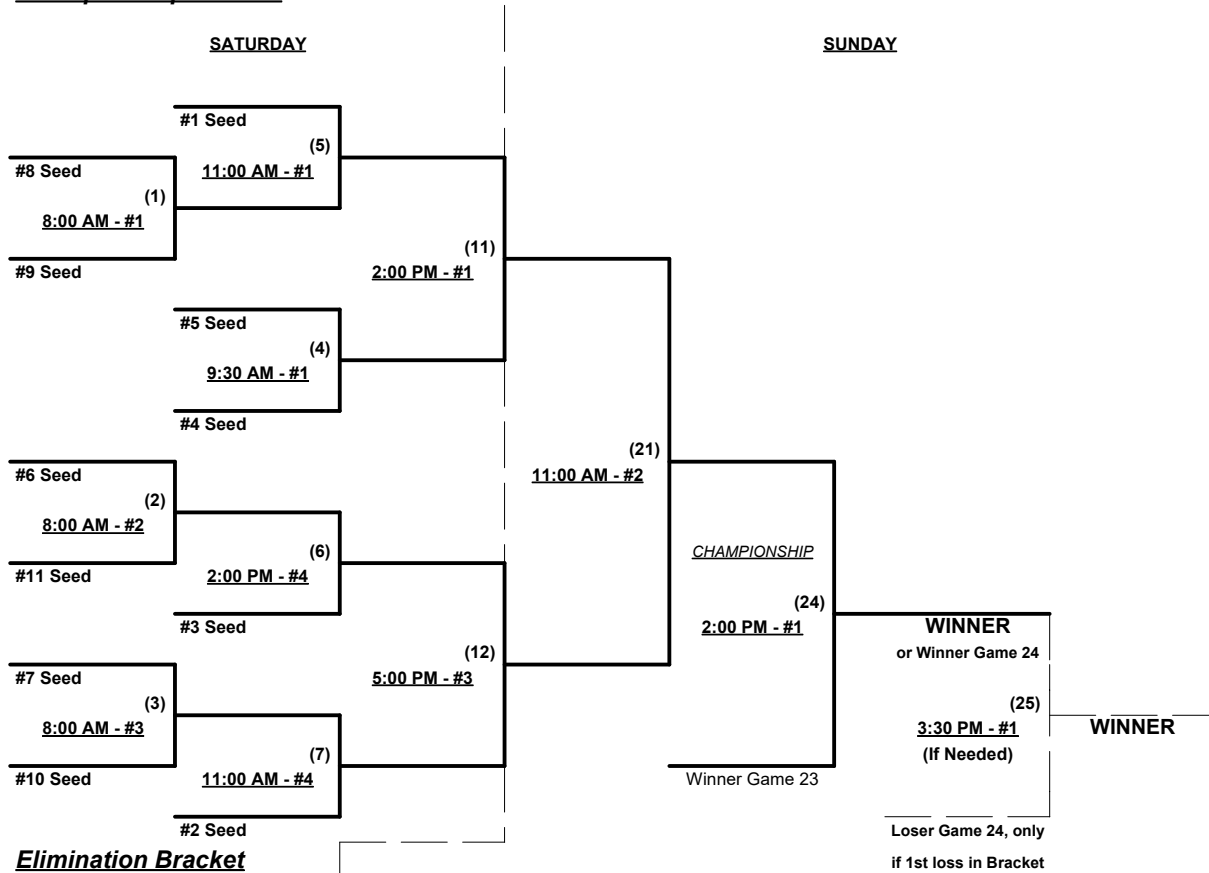 SATURDAY
SUNDAY
#1 Seed
(5)
#8 Seed
11:00 AM - #1
(1)
8:00 AM - #1
(11)
#9 Seed
2:00 PM - #1
#5 Seed
(4)
9:30 AM - #1
#4 Seed
(21)
#6 Seed
11:00 AM - #2
(2)
8:00 AM - #2
(6)
CHAMPIONSHIP
#11 Seed
2:00 PM - #4
(24)
#3 Seed
2:00 PM - #1
WINNER
(12)
or Winner Game 24
#7 Seed
5:00 PM - #3
(3)
(25)
8:00 AM - #3
3:30 PM - #1
WINNER
(7)
(If Needed)
#10 Seed
11:00 AM - #4
Winner Game 23
#2 Seed
Loser Game 24, only
Elimination Bracket
if 1st loss in Bracket